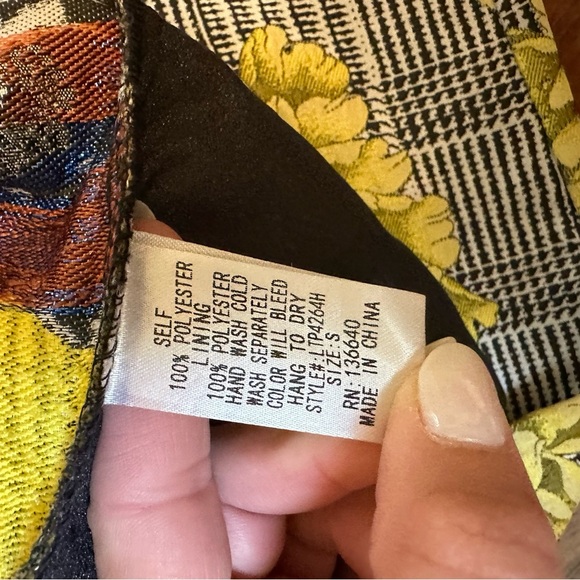 SELF
100% POLYESTER
LINING
100% POLYESTER
HAND WASH COLD
WASH SEPARATELY
COLOR WILL BLEED
HANG TO DRY
STYLE#:LTP4264H
SIZE:S
RN:136640
MADE IN CHINA